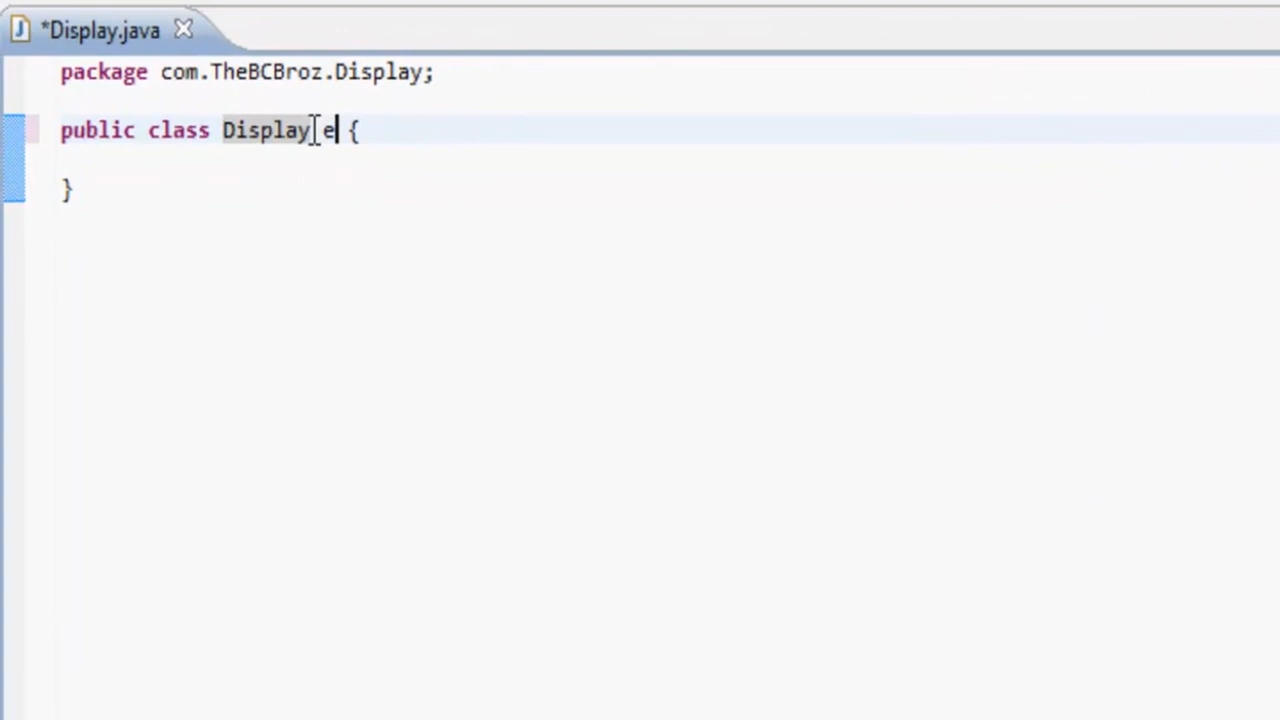 *Display.java
package com.TheBCBroz.Display;
public class Display e {
}